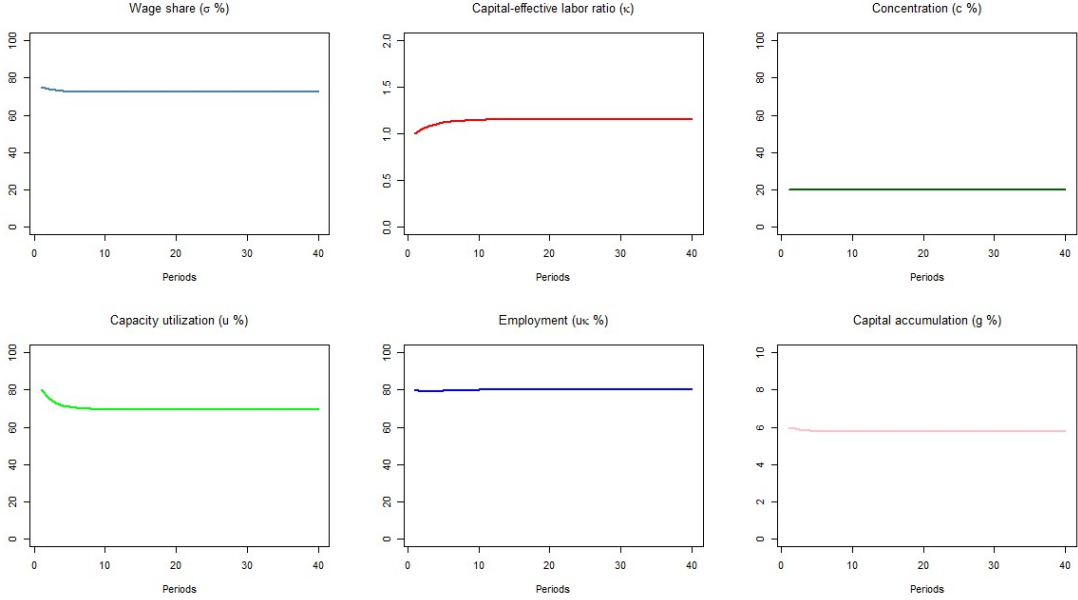 Wage share (σ %)
100
80
60
40
20
0
0 10 20 30 40
Periods
Capital-effective labor ratio (κ)
2.0
1.5
1.0
0.5
0.0
0 10 20 30 40
Periods
Concentration (c %)
100
80
60
40
20
0
0 10 20 30 40
Periods
Capacity utilization (u %)
100
80
60
40
20
0
0 10 20 30 40
Periods
Employment (uκ %)
100
80
60
40
20
0
0 10 20 30 40
Periods
Capital accumulation (g %)
10
8
6
4
2
0
0 10 20 30 40
Periods